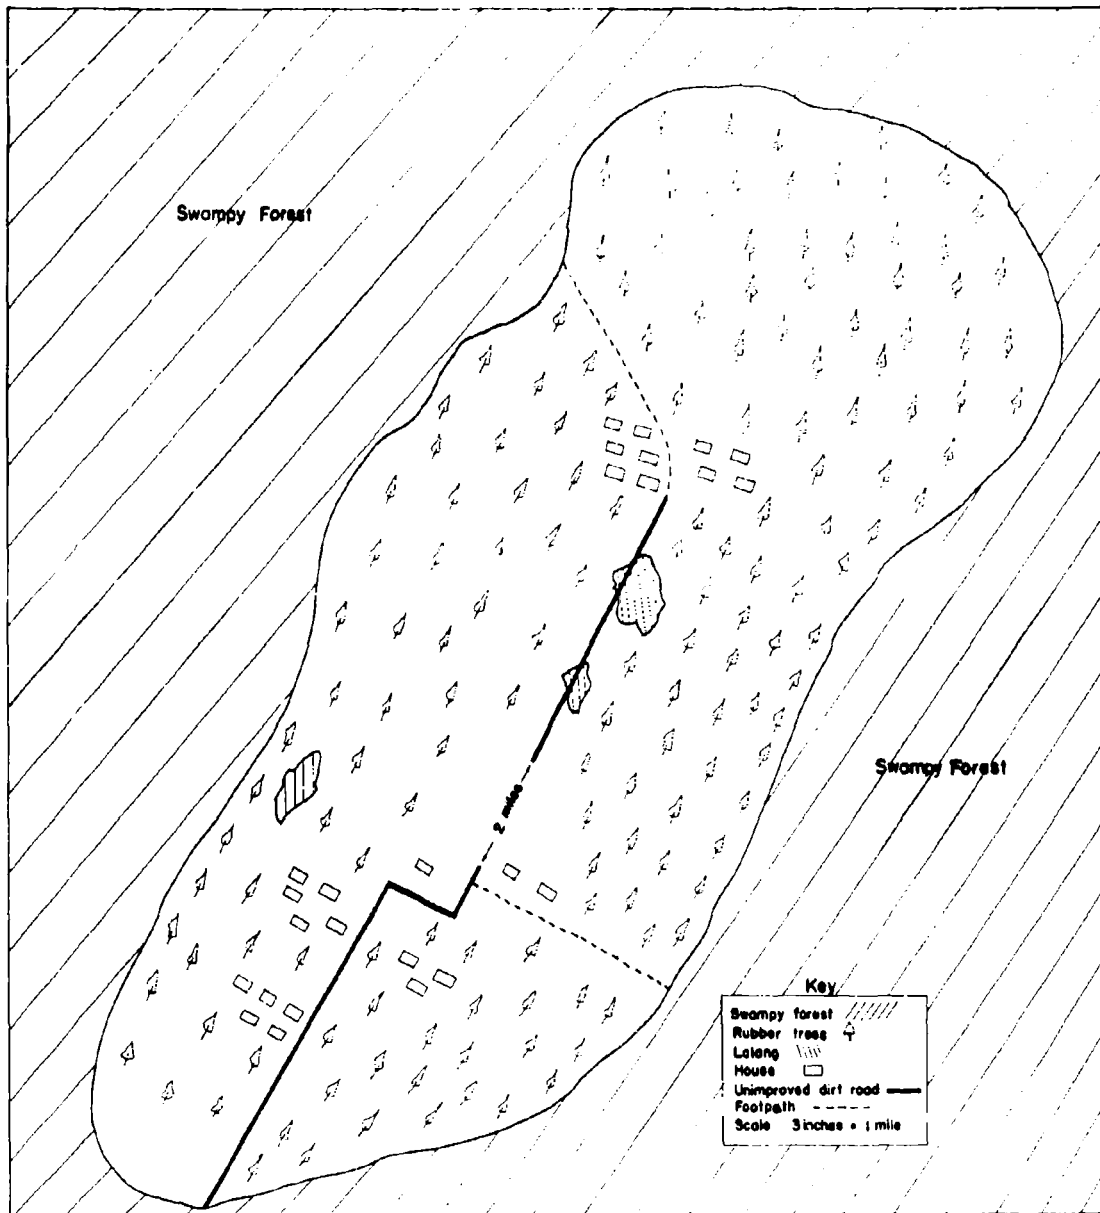 Swampy Forest
2 miles
Swampy Forest
Key
Swampy forest
Rubber trees
Lalang
House
Unimproved dirt road
Footpath
Scale 3 inches = 1 mile